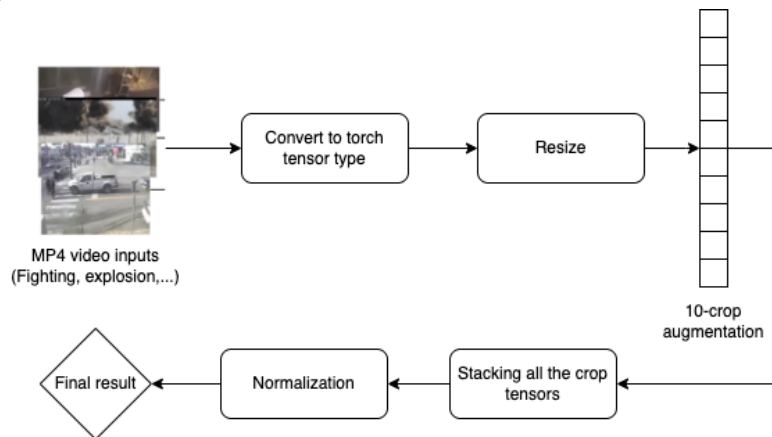 Convert to torch
tensor type
Resize
MP4 video inputs
(Fighting, explosion,...)
10-crop
augmentation
Final result
Normalization
Stacking all the crop
tensors